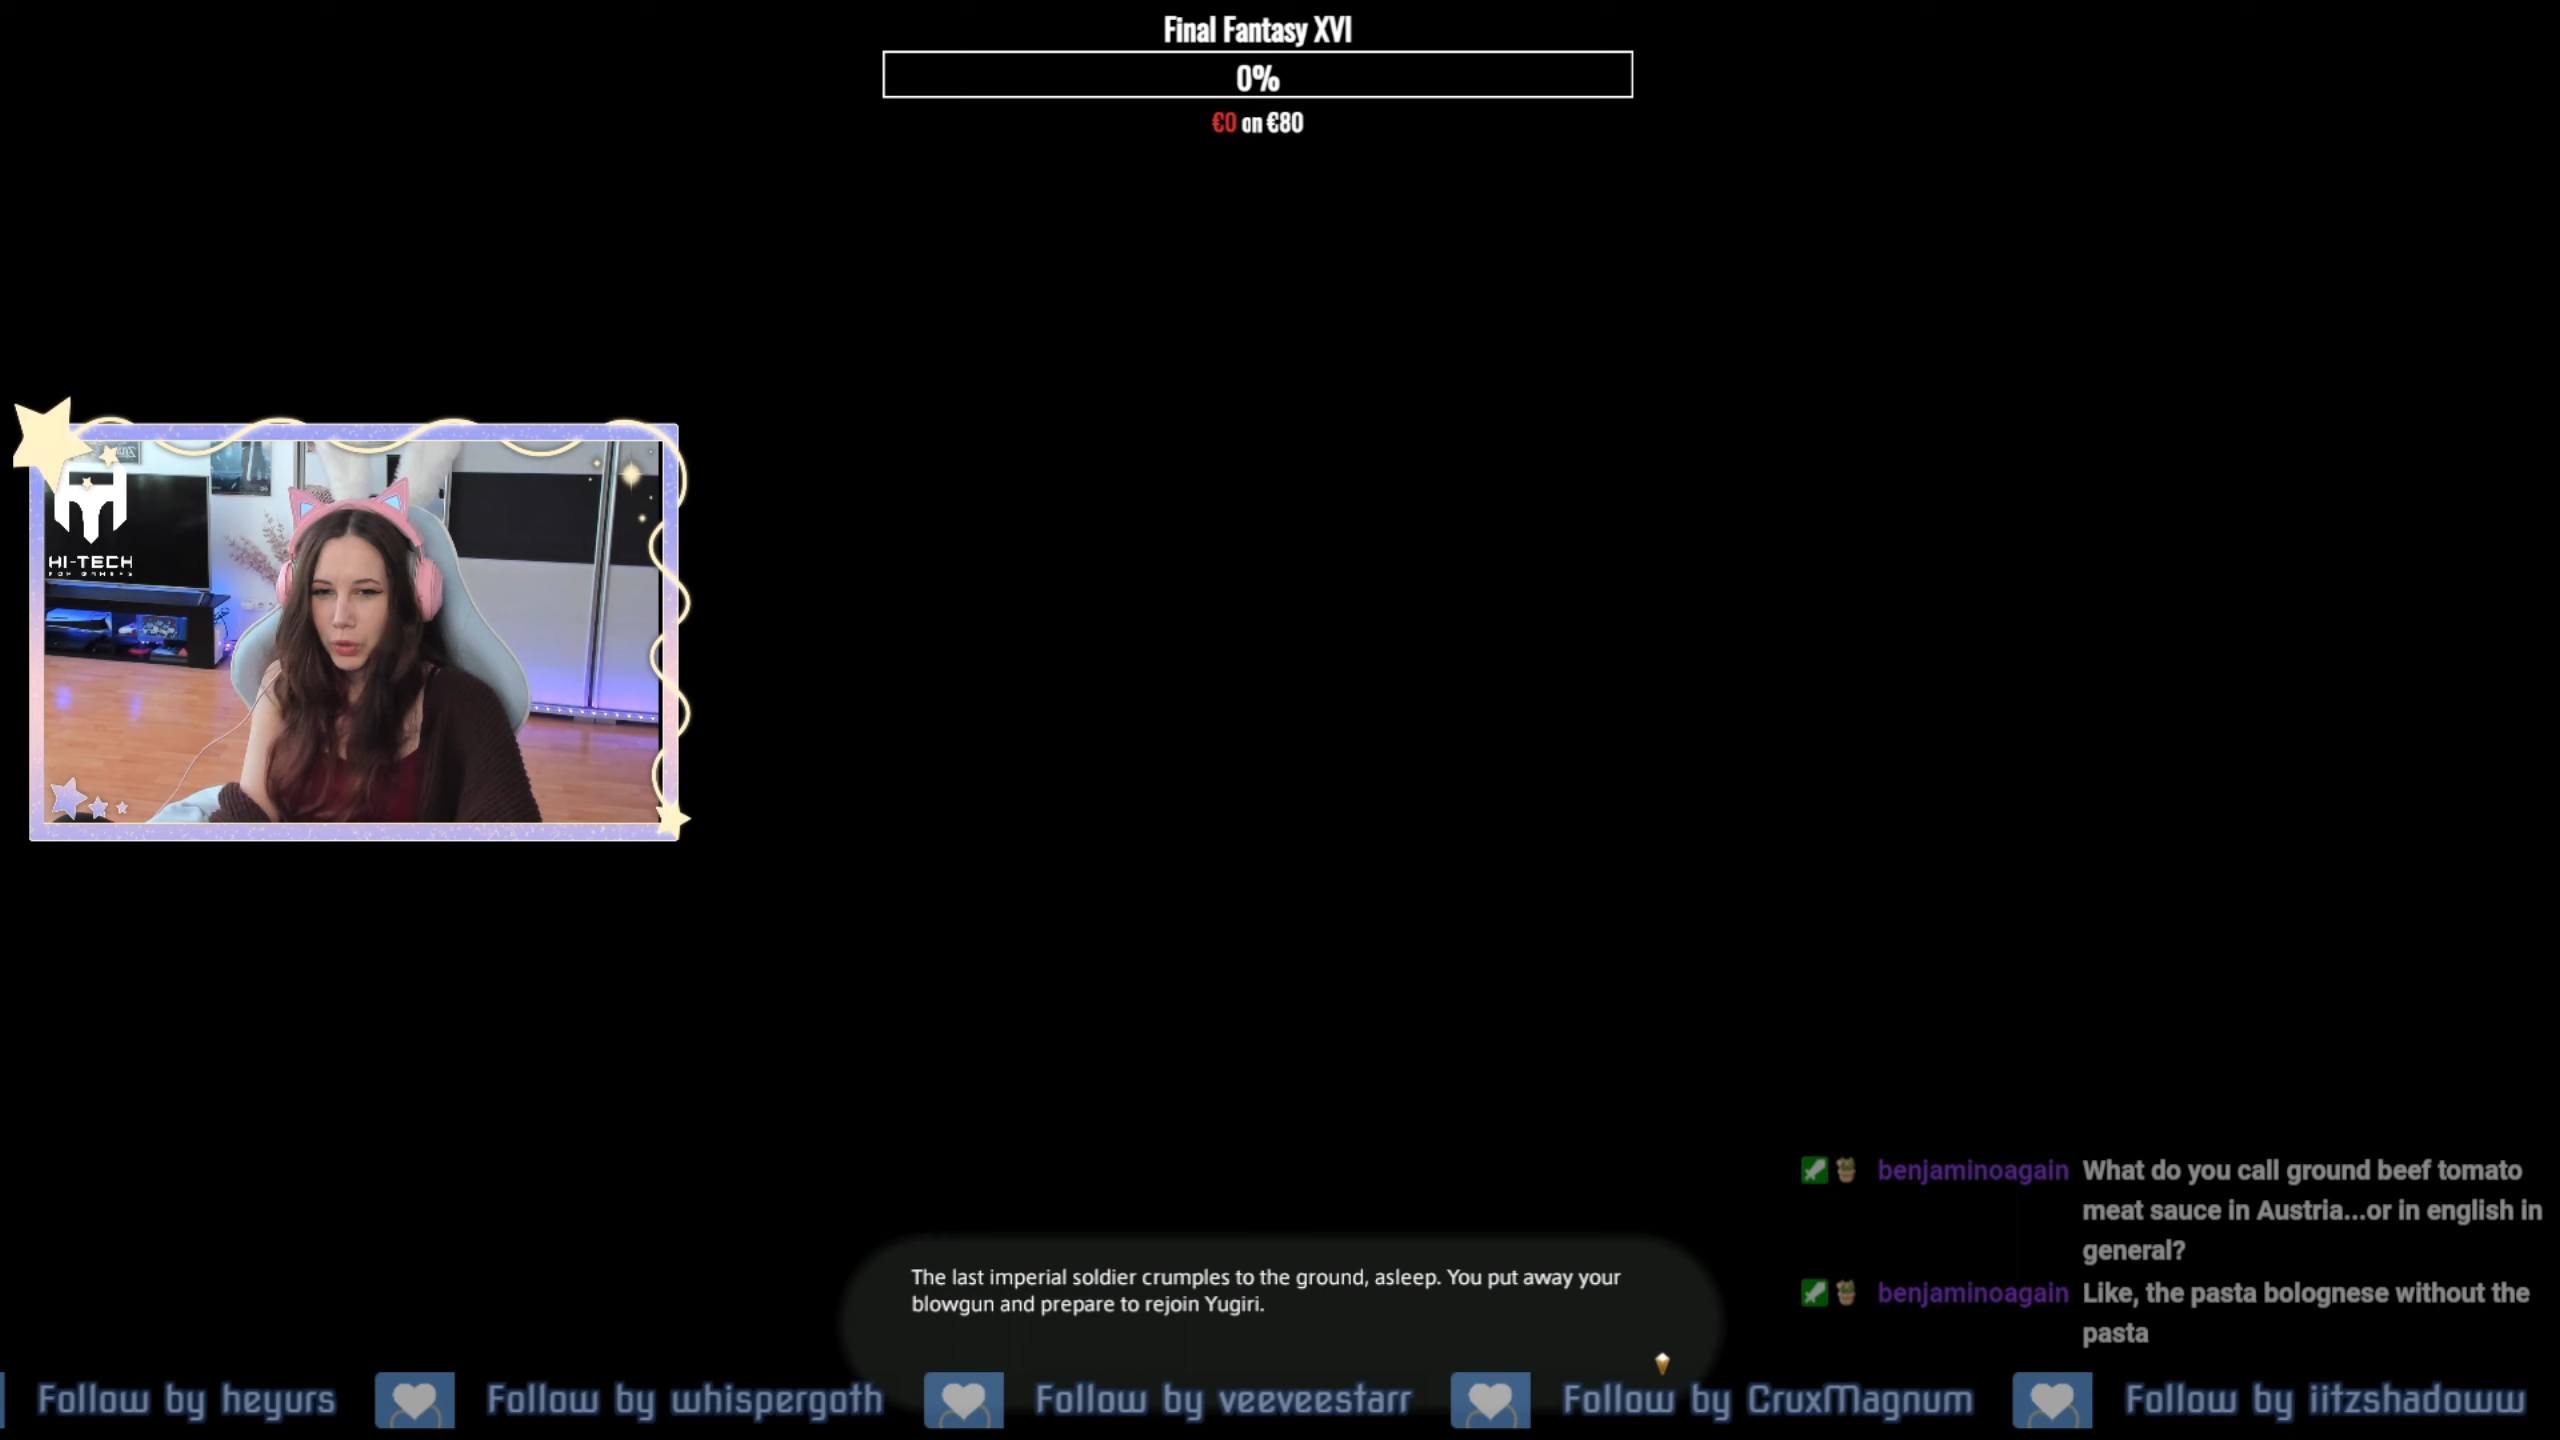 Final Fantasy XVI
0%
€0 on €80
HI-TECH
FOR GAMERS
benjaminoagain What do you call ground beef tomato
meat sauce in Austria...or in english in
general?
benjaminoagain Like, the pasta bolognese without the
pasta
The last imperial soldier crumples to the ground, asleep. You put away your
blowgun and prepare to rejoin Yugiri.
Follow by heyurs Follow by whispergoth Follow by veeveestarr Follow by CruxMagnum Follow by iitzshadoww